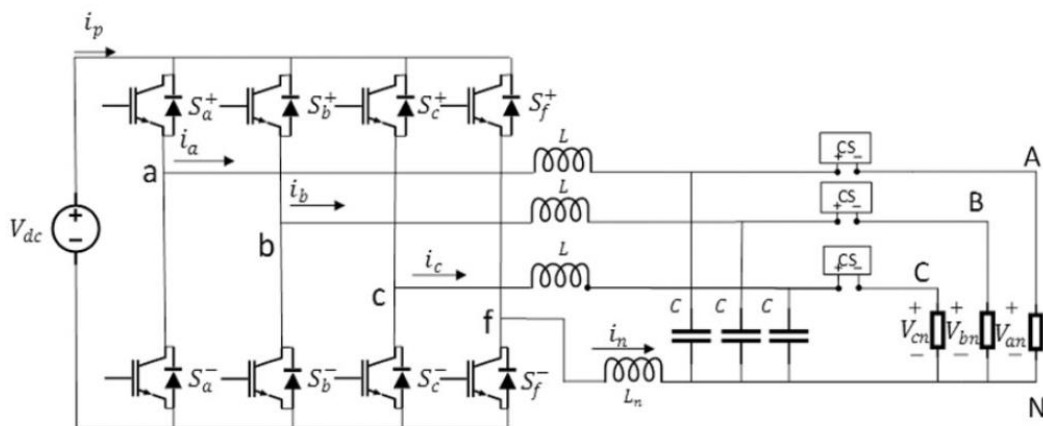 i_p
S_a^+ S_b^+ S_c^+ S_f^+
i_a L CS A
+ −
a
i_b L CS B
+ −
V_dc + −
b
i_c L CS C
+ −
c
f
C C C
i_n
+ + +
V_cn V_bn V_an
− − −
S_a^- S_b^- S_c^- S_f^-
L_n
N